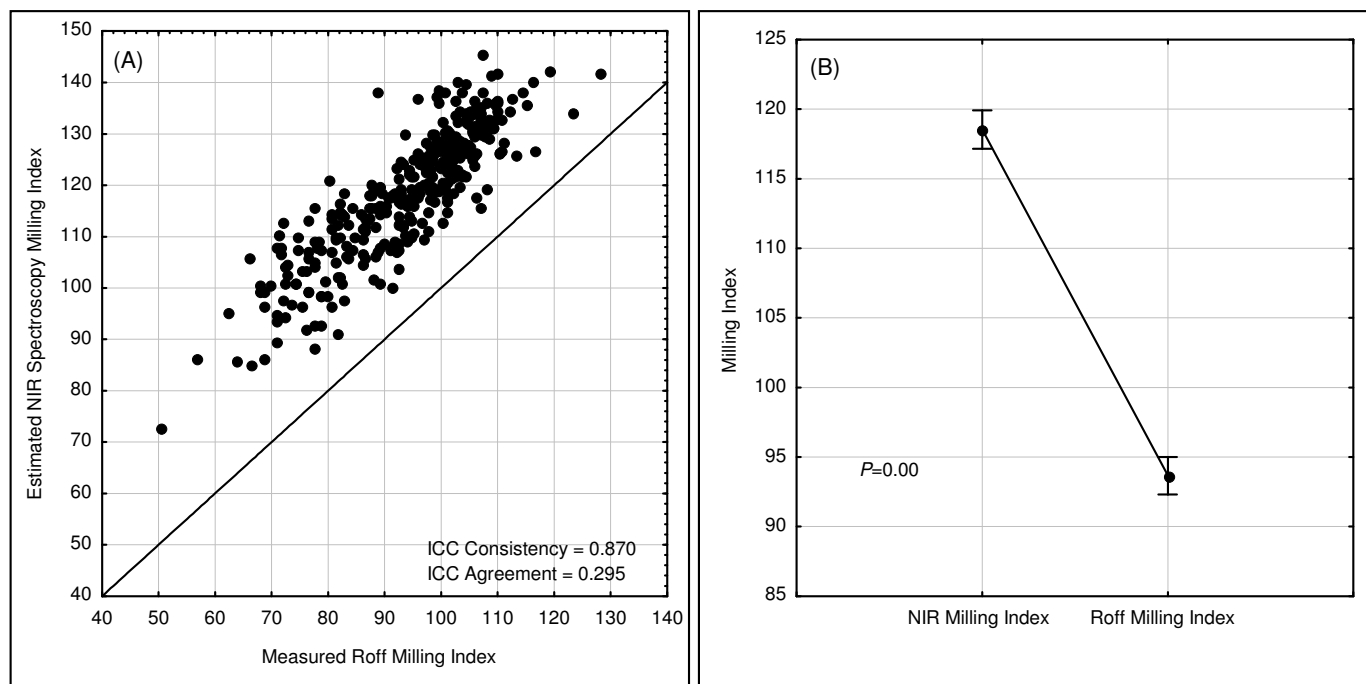 (A)
Estimated NIR Spectroscopy Milling Index
150
140
130
120
110
100
90
80
70
60
50
40
ICC Consistency = 0.870
ICC Agreement = 0.295
40 50 60 70 80 90 100 110 120 130 140
Measured Roff Milling Index
(B)
Milling Index
125
120
115
110
105
100
95
90
85
P=0.00
NIR Milling Index Roff Milling Index